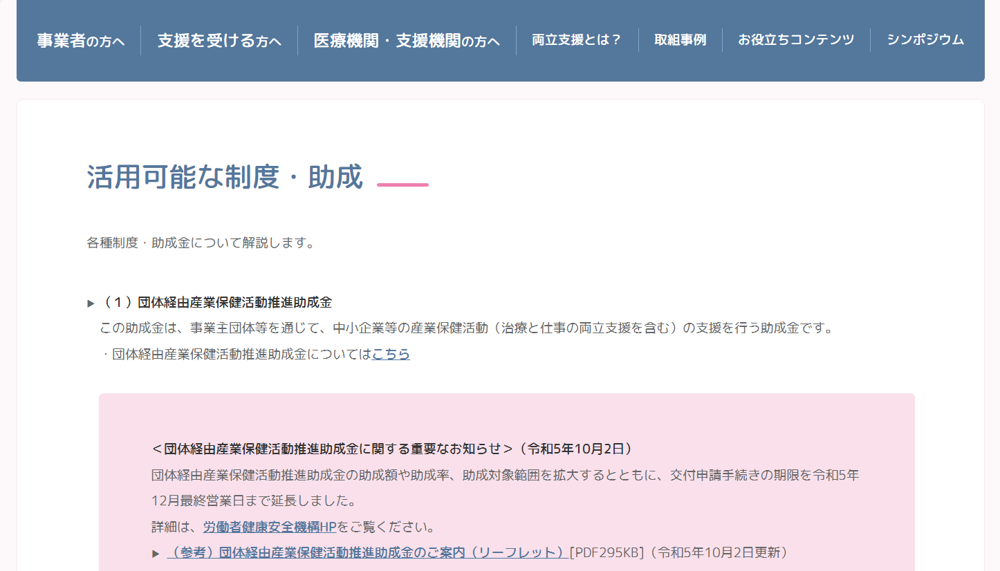 事業者の方へ 支援を受ける方へ 医療機関・支援機関の方へ 両立支援とは？ 取組事例 お役立ちコンテンツ シンポジウム
活用可能な制度・助成
各種制度・助成金について解説します。
▶（１）団体経由産業保健活動推進助成金
この助成金は、事業主団体等を通じて、中小企業等の産業保健活動（治療と仕事の両立支援を含む）の支援を行う助成金です。
・団体経由産業保健活動推進助成金についてはこちら
＜団体経由産業保健活動推進助成金に関する重要なお知らせ＞（令和5年10月2日）
団体経由産業保健活動推進助成金の助成額や助成率、助成対象範囲を拡大するとともに、交付申請手続きの期限を令和5年
12月最終営業日まで延長しました。
詳細は、労働者健康安全機構HPをご覧ください。
▶（参考）団体経由産業保健活動推進助成金のご案内（リーフレット）[PDF295KB]（令和5年10月2日更新）